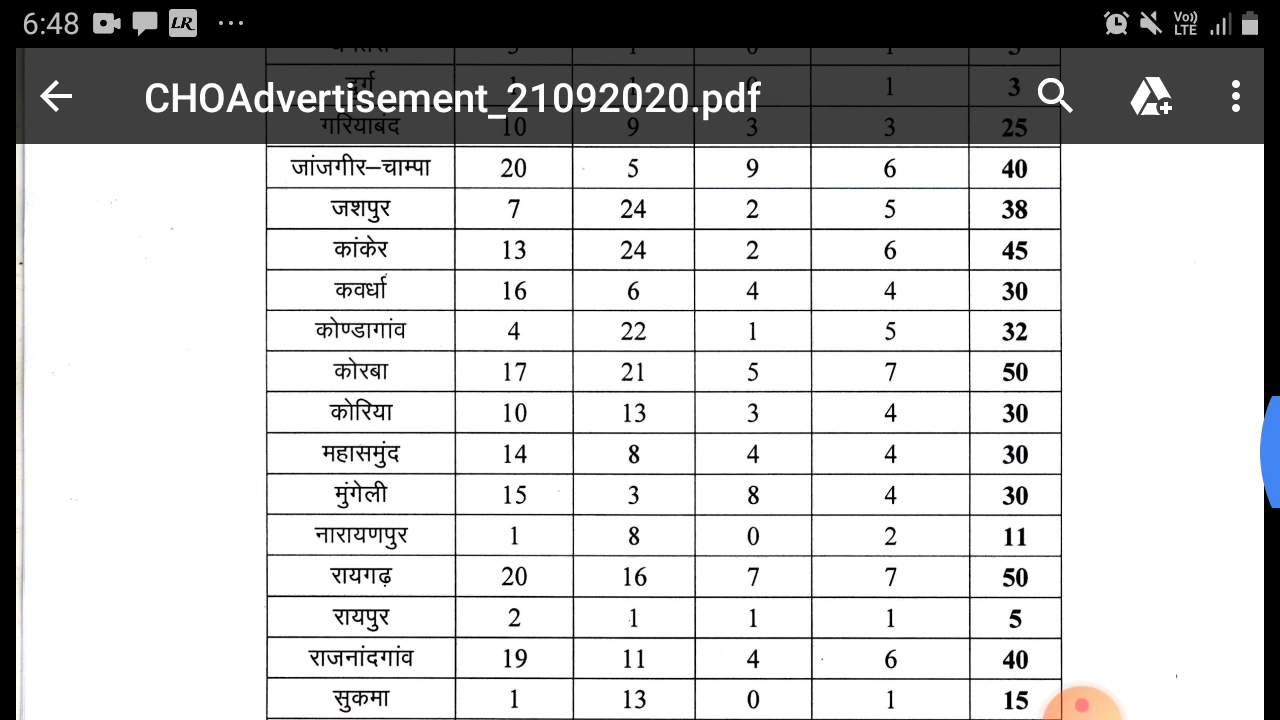 6:48 LR ... Vo)) LTE
CHOAdvertisement_21092020.pdf
दुर्ग 1 1 0 1 3
गरियाबंद 10 9 3 3 25
जांजगीर–चाम्पा 20 5 9 6 40
जशपुर 7 24 2 5 38
कांकेर 13 24 2 6 45
कवर्धा 16 6 4 4 30
कोण्डागांव 4 22 1 5 32
कोरबा 17 21 5 7 50
कोरिया 10 13 3 4 30
महासमुंद 14 8 4 4 30
मुंगेली 15 3 8 4 30
नारायणपुर 1 8 0 2 11
रायगढ़ 20 16 7 7 50
रायपुर 2 1 1 1 5
राजनांदगांव 19 11 4 6 40
सुकमा 1 13 0 1 15